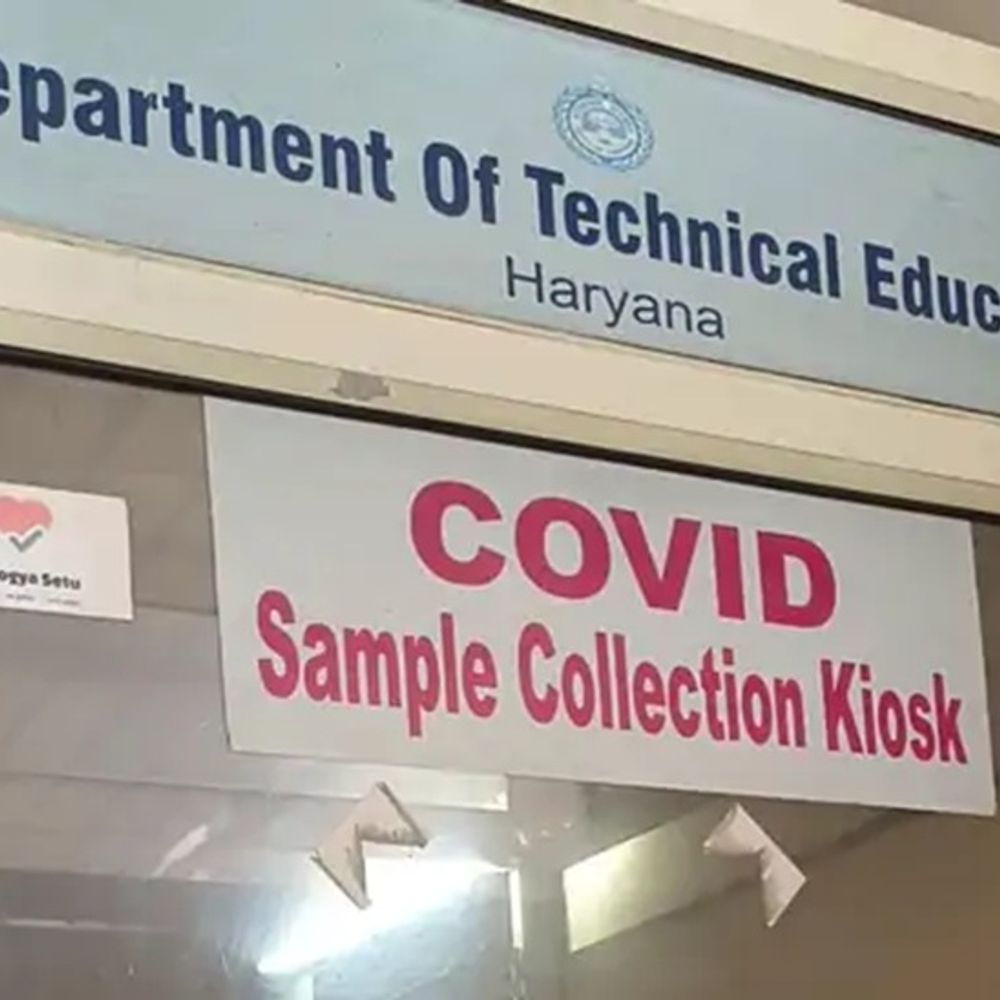 epartment Of Technical Educ
Haryana
ogya Setu
COVID
Sample Collection Kiosk